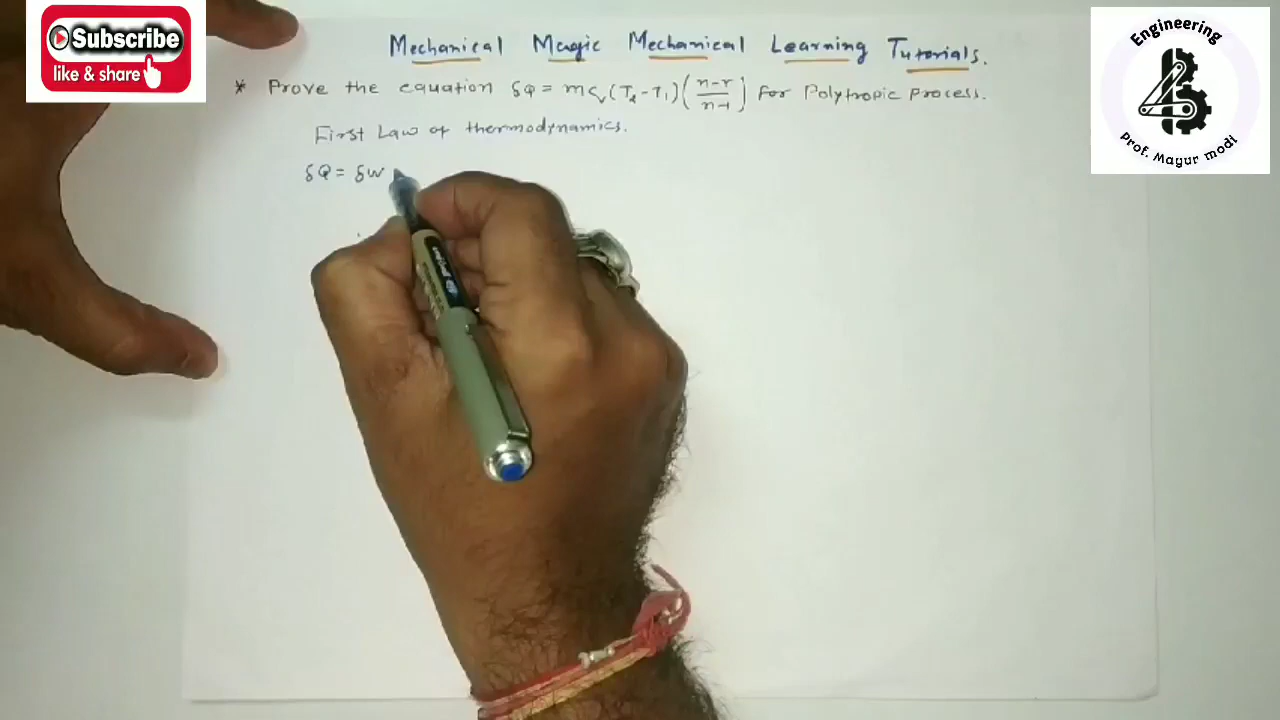 Subscribe
like & share
Engineering
Prof. Mayur modi
Mechanical Magic Mechanical Learning Tutorials.
* Prove the equation δQ = mCv(T2-T1)(n-r/n-1) for Polytropic process.
First Law of thermodynamics.
δQ = δw